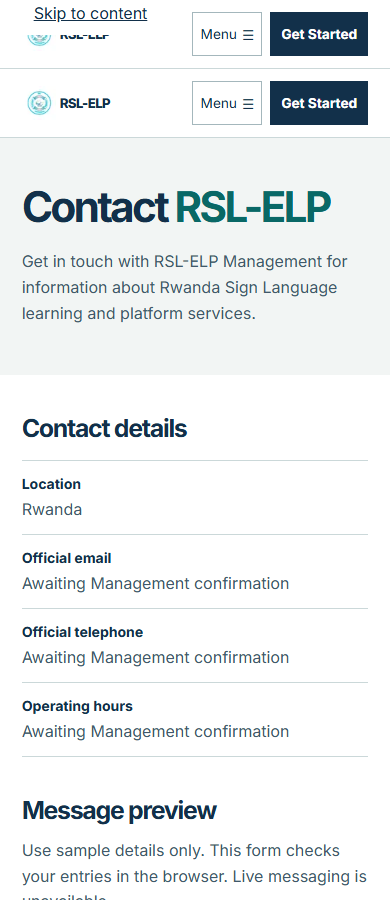 Skip to content
RSL-ELP Menu Get Started
RSL-ELP Menu Get Started
Contact RSL-ELP
Get in touch with RSL-ELP Management for
information about Rwanda Sign Language
learning and platform services.
Contact details
Location
Rwanda
Official email
Awaiting Management confirmation
Official telephone
Awaiting Management confirmation
Operating hours
Awaiting Management confirmation
Message preview
Use sample details only. This form checks
your entries in the browser. Live messaging is
unavailable.